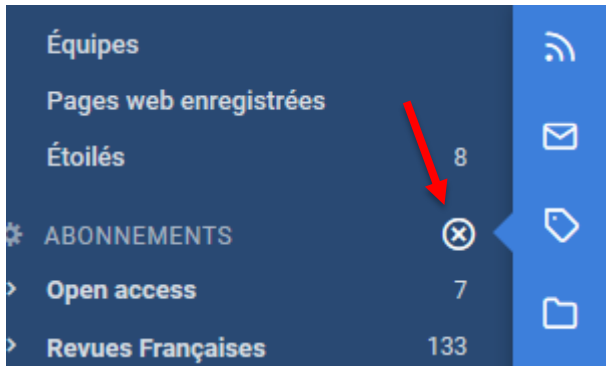 Équipes
Pages web enregistrées
Étoilés 8
ABONNEMENTS
Open access 7
Revues Françaises 133